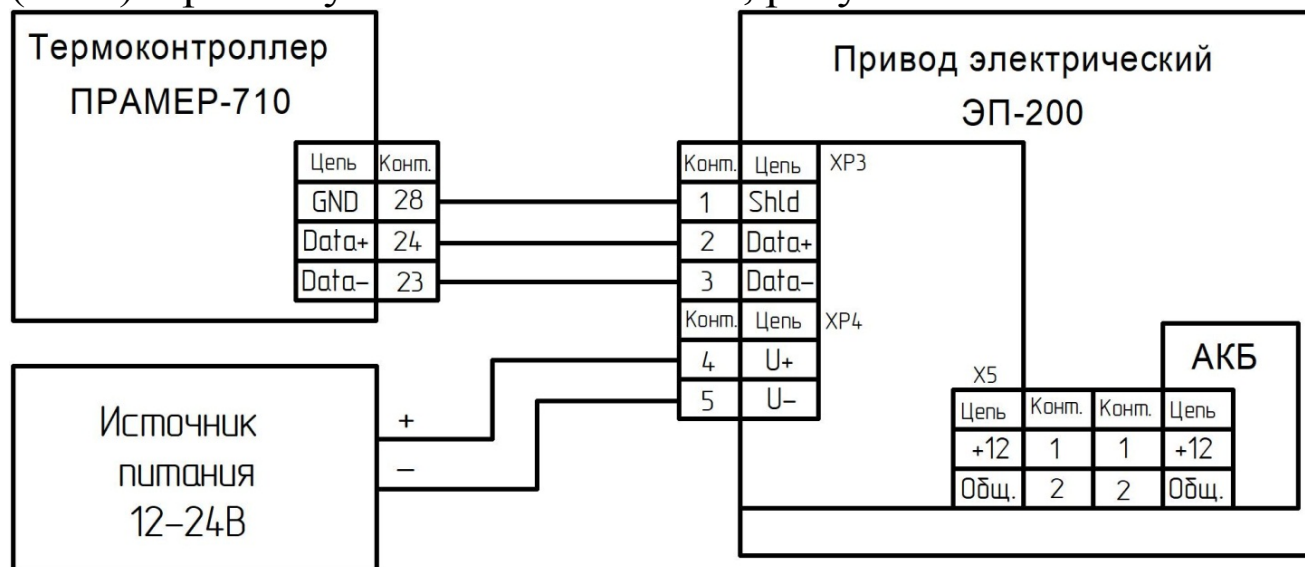 Термоконтроллер
ПРАМЕР-710
Цепь Конт.
GND 28
Data+ 24
Data– 23
Привод электрический
ЭП-200
Конт. Цепь XP3
1 Shld
2 Data+
3 Data–
Конт. Цепь XP4
4 U+
5 U–
Источник
питания
12–24В
+
–
АКБ
X5
Цепь Конт. Конт. Цепь
+12 1 1 +12
Общ. 2 2 Общ.